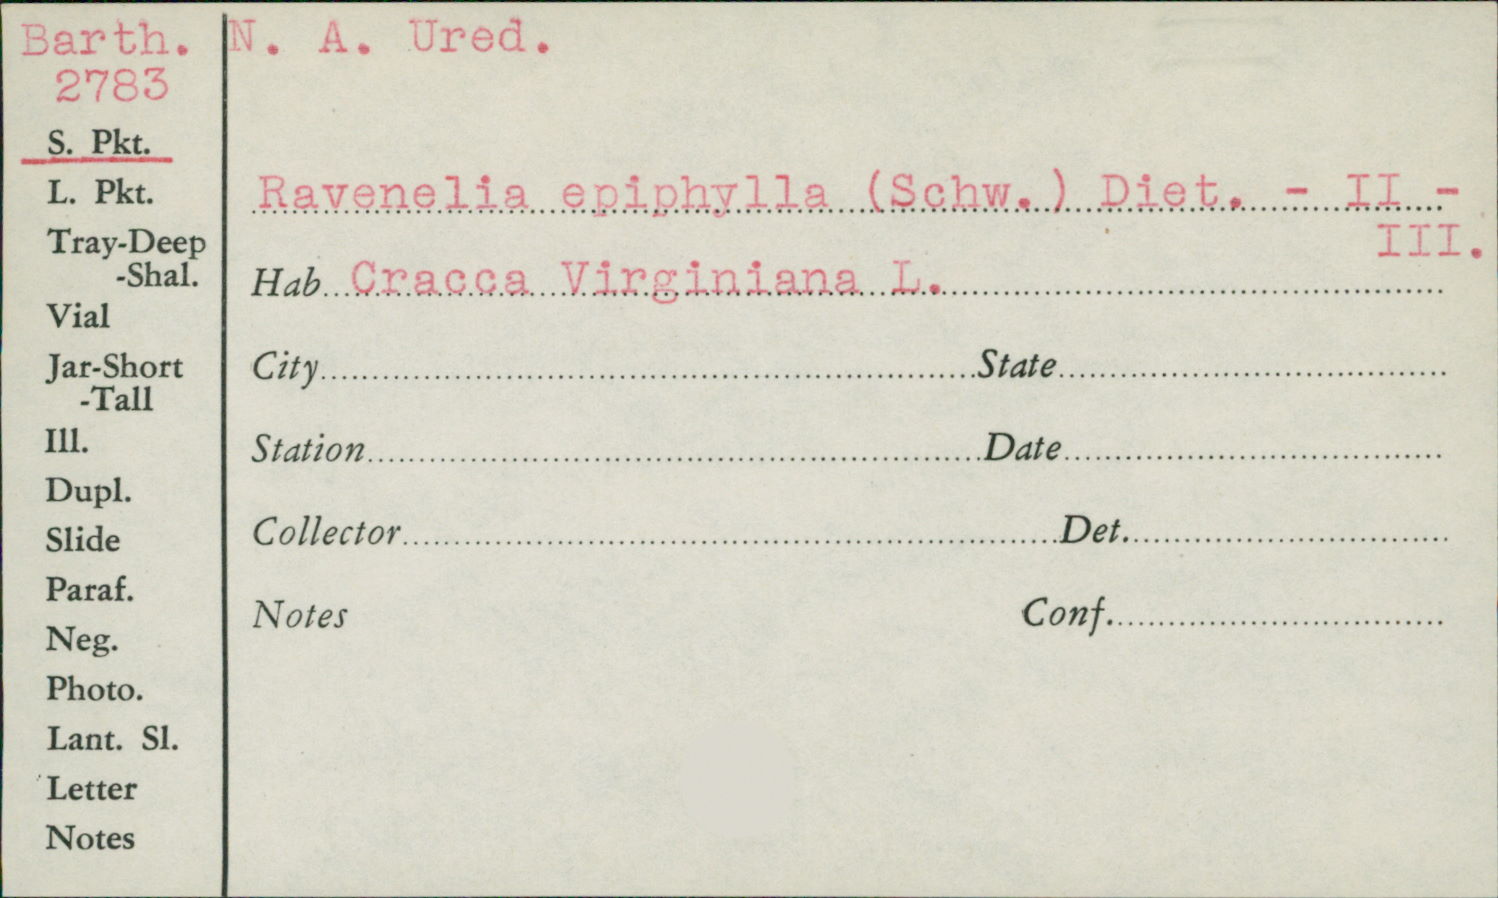 Barth. N. A. Ured.
2783
S. Pkt.
L. Pkt.
Tray-Deep
-Shal.
Vial
Jar-Short
-Tall
Ill.
Dupl.
Slide
Paraf.
Neg.
Photo.
Lant. Sl.
Letter
Notes
Ravenelia epiphylla (Schw.) Diet. - II -
III.
Hab Cracca Virginiana L.
City State
Station Date
Collector Det.
Notes Conf.